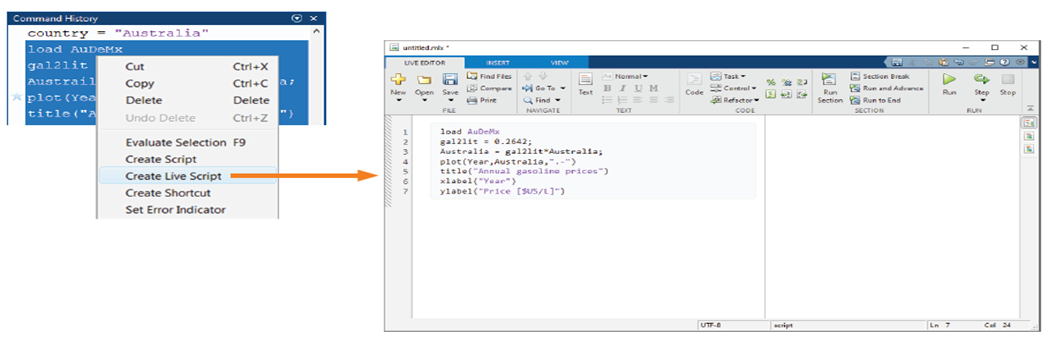 Command History
country = "Australia"
load AuDeMx
gal2lit
Austrail a;
plot(Yea
title("A ")
Cut Ctrl+X
Copy Ctrl+C
Delete Delete
Undo Delete Ctrl+Z
Evaluate Selection F9
Create Script
Create Live Script
Create Shortcut
Set Error Indicator
untitled.mlx *
LIVE EDITOR INSERT VIEW
New Open Save
Find Files
Compare
Print
FILE
Go To
Find
NAVIGATE
Text
Normal
B I U M
TEXT
Code
Task
Control
Refactor
CODE
Run Section
Section Break
Run and Advance
Run to End
SECTION
Run Step Stop
RUN
1 load AuDeMx
2 gal2lit = 0.2642;
3 Australia = gal2lit*Australia;
4 plot(Year,Australia,".-")
5 title("Annual gasoline prices")
6 xlabel("Year")
7 ylabel("Price [$US/L]")
UTF-8 script Ln 7 Col 24